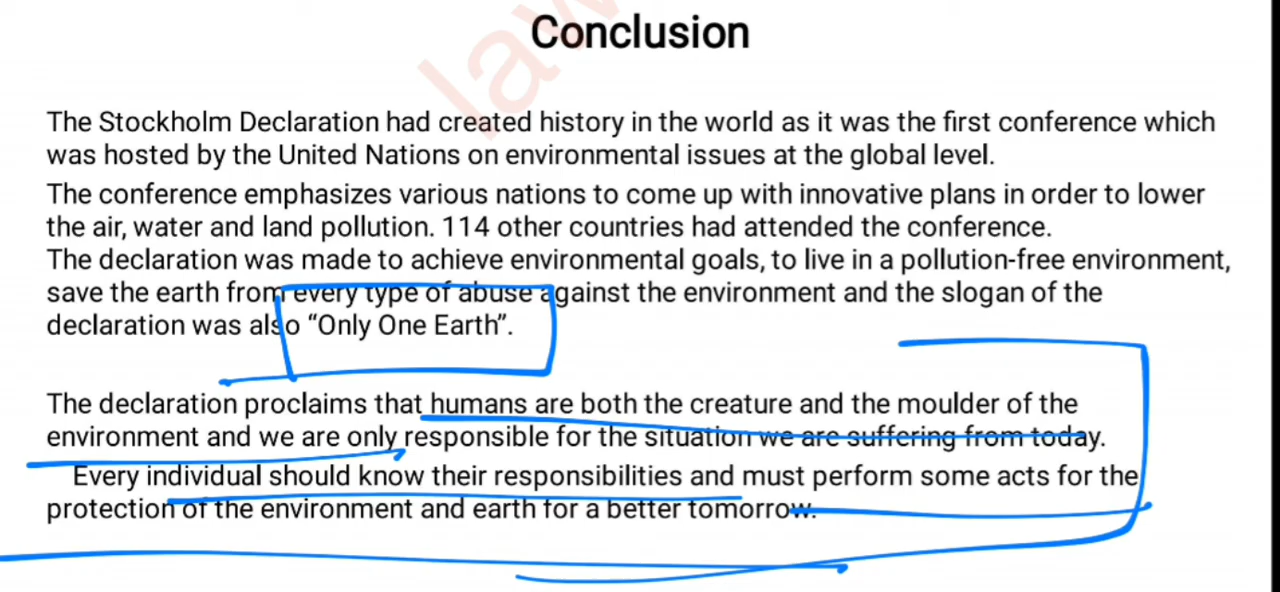 Conclusion
The Stockholm Declaration had created history in the world as it was the first conference which
was hosted by the United Nations on environmental issues at the global level.
The conference emphasizes various nations to come up with innovative plans in order to lower
the air, water and land pollution. 114 other countries had attended the conference.
The declaration was made to achieve environmental goals, to live in a pollution-free environment,
save the earth from every type of abuse against the environment and the slogan of the
declaration was also “Only One Earth”.
The declaration proclaims that humans are both the creature and the moulder of the
environment and we are only responsible for the situation we are suffering from today.
Every individual should know their responsibilities and must perform some acts for the
protection of the environment and earth for a better tomorrow.